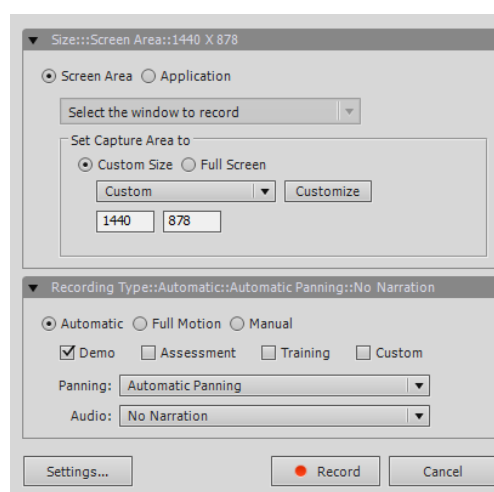 Size:::Screen Area::1440 X 878
Screen Area Application
Select the window to record
Set Capture Area to
Custom Size Full Screen
Custom Customize
1440 878
Recording Type::Automatic::Automatic Panning::No Narration
Automatic Full Motion Manual
Demo Assessment Training Custom
Panning: Automatic Panning
Audio: No Narration
Settings... Record Cancel